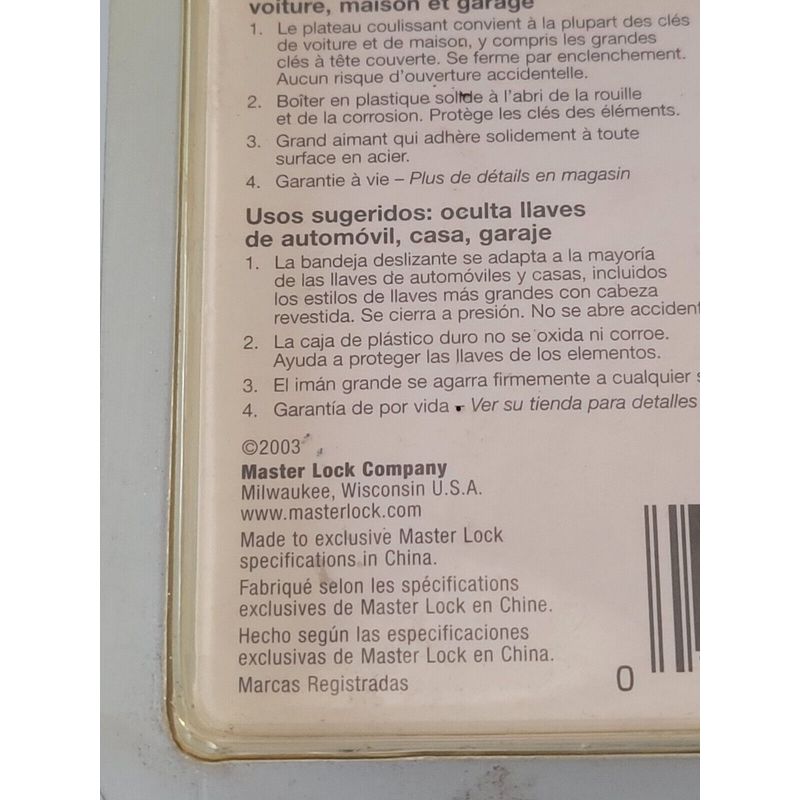 voiture, maison et garage
1. Le plateau coulissant convient à la plupart des clés
de voiture et de maison, y compris les grandes
clés à tête couverte. Se ferme par enclenchement.
Aucun risque d'ouverture accidentelle.
2. Boîter en plastique solide à l'abri de la rouille
et de la corrosion. Protège les clés des éléments.
3. Grand aimant qui adhère solidement à toute
surface en acier.
4. Garantie à vie – Plus de détails en magasin
Usos sugeridos: oculta llaves
de automóvil, casa, garaje
1. La bandeja deslizante se adapta a la mayoría
de las llaves de automóviles y casas, incluidos
los estilos de llaves más grandes con cabeza
revestida. Se cierra a presión. No se abre accident
2. La caja de plástico duro no se oxida ni corroe.
Ayuda a proteger las llaves de los elementos.
3. El imán grande se agarra firmemente a cualquier s
4. Garantía de por vida - Ver su tienda para detalles
©2003
Master Lock Company
Milwaukee, Wisconsin U.S.A.
www.masterlock.com
Made to exclusive Master Lock
specifications in China.
Fabriqué selon les spécifications
exclusives de Master Lock en Chine.
Hecho según las especificaciones
exclusivas de Master Lock en China.
Marcas Registradas
0